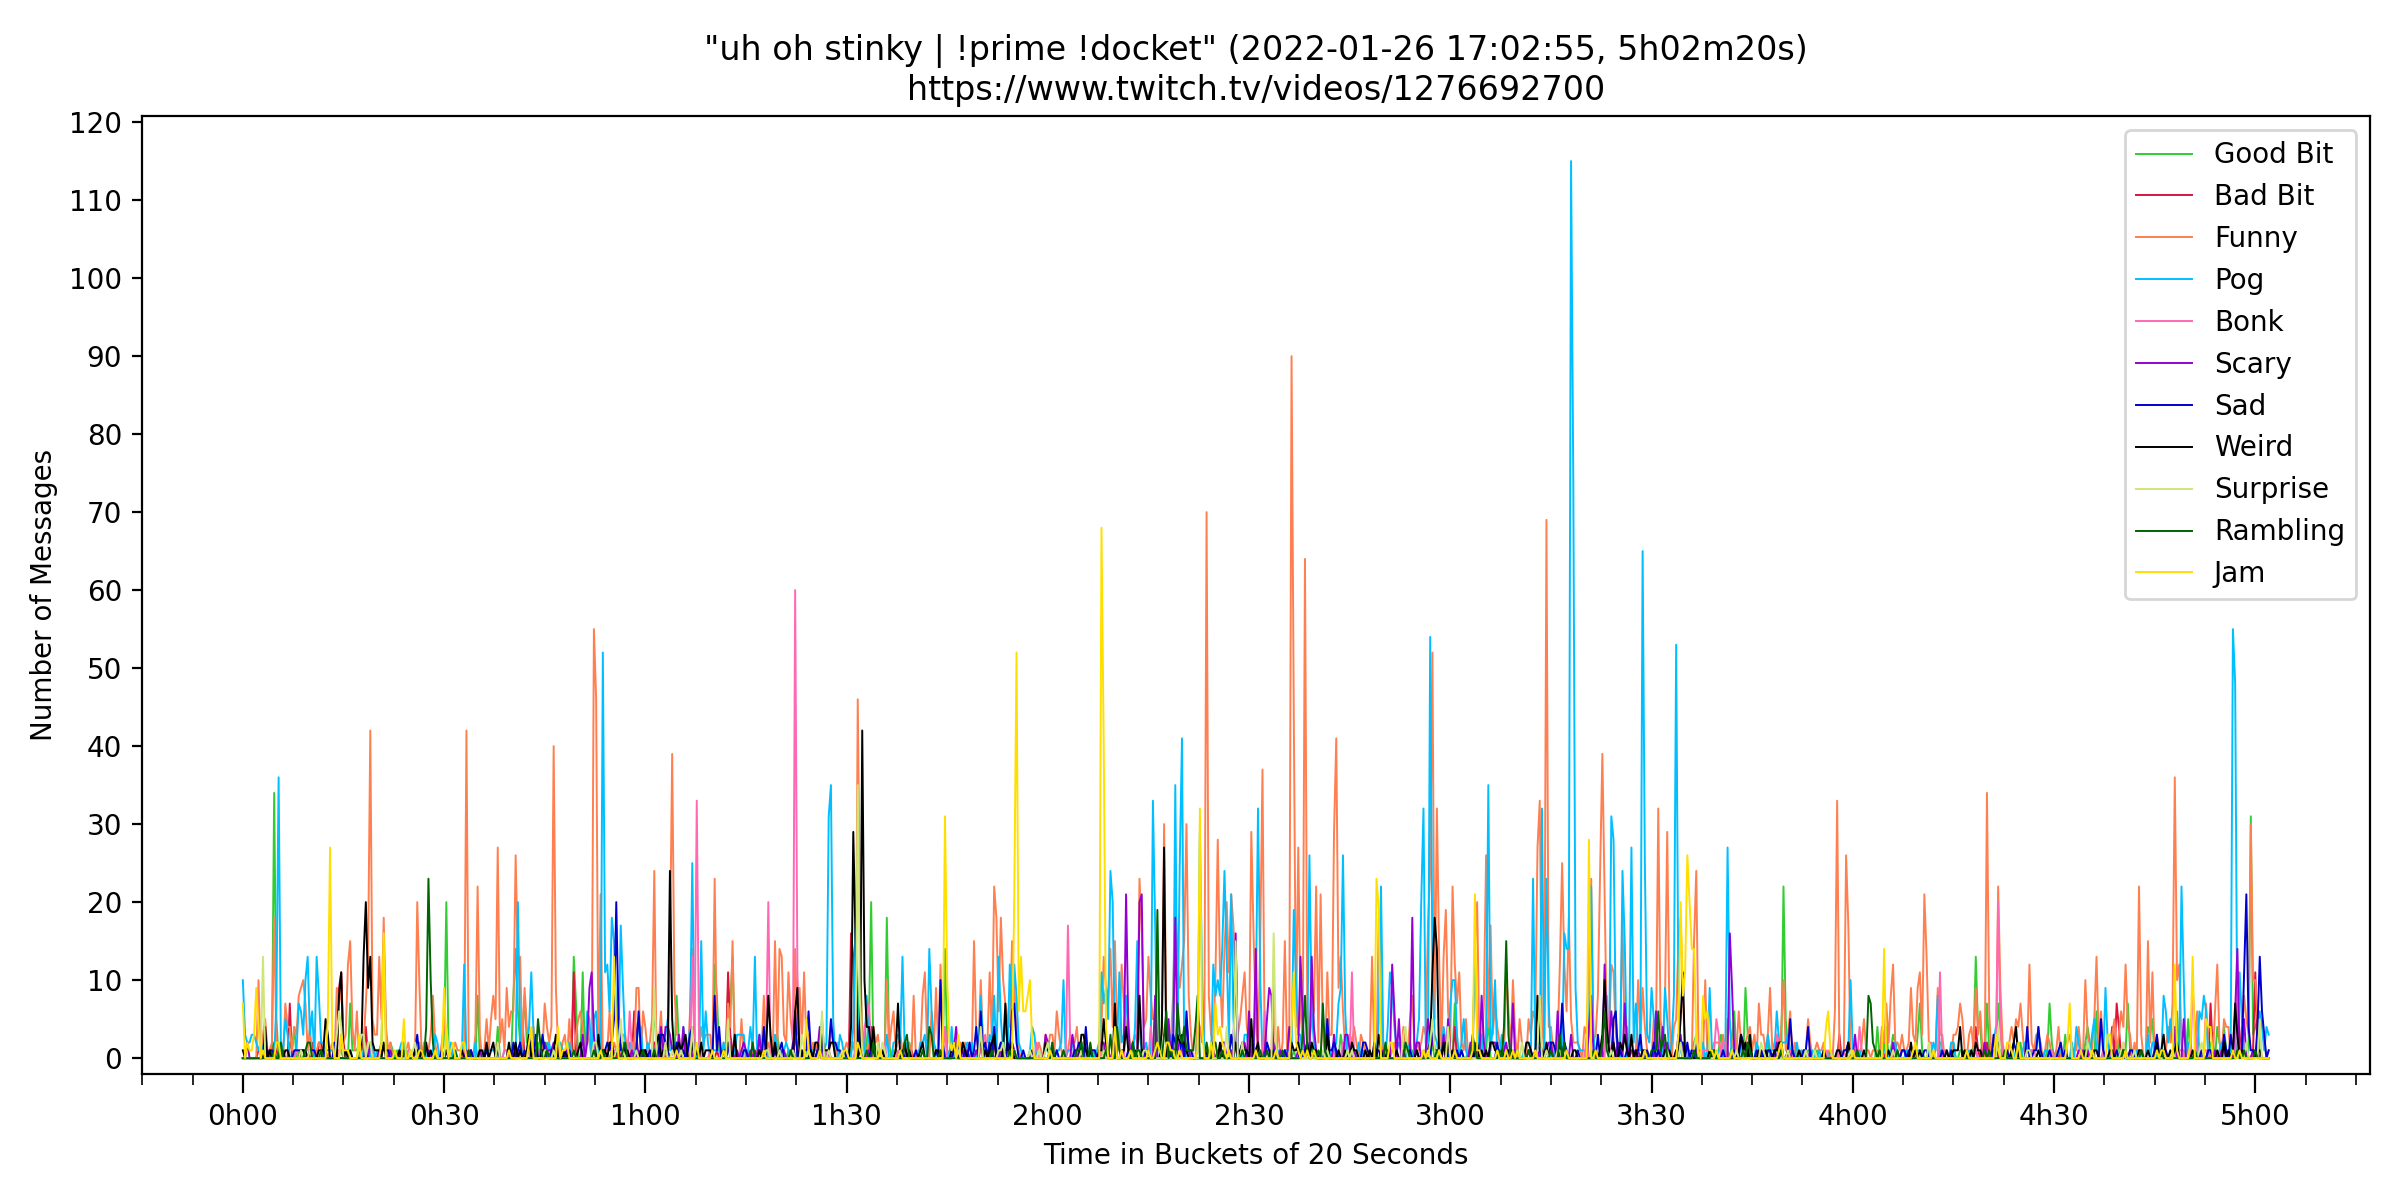 "uh oh stinky | !prime !docket" (2022-01-26 17:02:55, 5h02m20s)
https://www.twitch.tv/videos/1276692700
120
110
100
90
80
70
60
50
40
30
20
10
0
Number of Messages
Good Bit
Bad Bit
Funny
Pog
Bonk
Scary
Sad
Weird
Surprise
Rambling
Jam
0h00 0h30 1h00 1h30 2h00 2h30 3h00 3h30 4h00 4h30 5h00
Time in Buckets of 20 Seconds